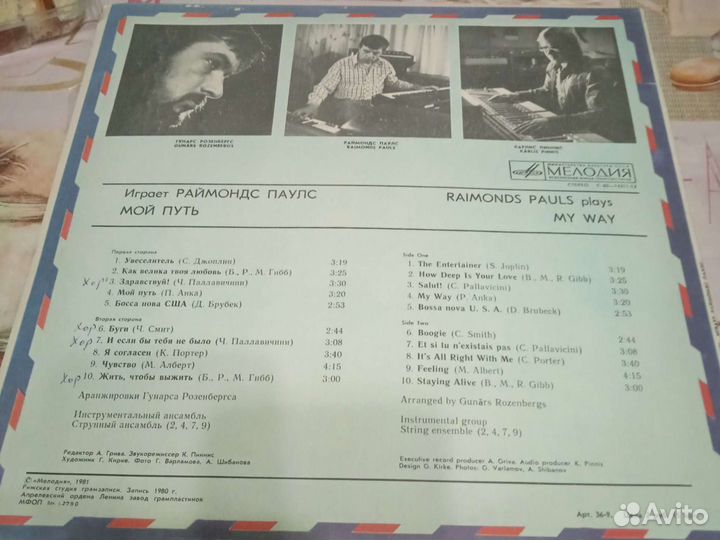 ГУНАРС РОЗЕНБЕРГС
GUNARS ROZENBERGS
РАЙМОНДС ПАУЛС
RAIMONDS PAULS
КАРЛИС ПИННИС
KARLIS PINNIS
МЕЛОДИЯ
СТЕРЕО
Играет РАЙМОНДС ПАУЛС
МОЙ ПУТЬ
RAIMONDS PAULS plays
MY WAY
Первая сторона
1. Увеселитель (С. Джоплин) 3:19
2. Как велика твоя любовь (Б., Р., М. Гибб) 3:25
Хор 3. Здравствуй! (Ч. Паллавичини) 3:30
4. Мой путь (П. Анка) 3:20
5. Босса нова США (Д. Брубек) 2:53
Вторая сторона
Хор 6. Буги (Ч. Смит) 2:44
Хор 7. И если бы тебя не было (Ч. Паллавичини) 3:08
8. Я согласен (К. Портер) 3:40
9. Чувство (М. Алберт) 4:15
Хор 10. Жить, чтобы выжить (Б., Р., М. Гибб) 3:00
Аранжировки Гунарса Розенбергса
Инструментальный ансамбль
Струнный ансамбль (2, 4, 7, 9)
Редактор А. Грива. Звукорежиссер К. Пиннис
Художник Г. Кирке. Фото Г. Варламова, А. Шибанова
Side One
1. The Entertainer (S. Joplin) 3:19
2. How Deep Is Your Love (B., M., R. Gibb) 3:25
3. Salut! (C. Pallavicini) 3:30
4. My Way (P. Anka) 3:20
5. Bossa nova U. S. A. (D. Brubeck) 2:53
Side Two
6. Boogie (C. Smith) 2:44
7. Et si tu n'existais pas (C. Pallavicini) 3:08
8. It's All Right With Me (C. Porter) 3:40
9. Feeling (M. Albert) 4:15
10. Staying Alive (B., M., R. Gibb) 3:00
Arranged by Gunārs Rozenbergs
Instrumental group
String ensemble (2, 4, 7, 9)
Executive record producer A. Griva. Audio producer K. Pinnis
Design G. Kirke. Photos: G. Varlamov, A. Shibanov
© «Мелодия», 1981
Рижская студия грамзаписи. Запись 1980 г.
Апрелевский ордена Ленина завод грампластинок
МФОП
Арт. 36-9.
Avito